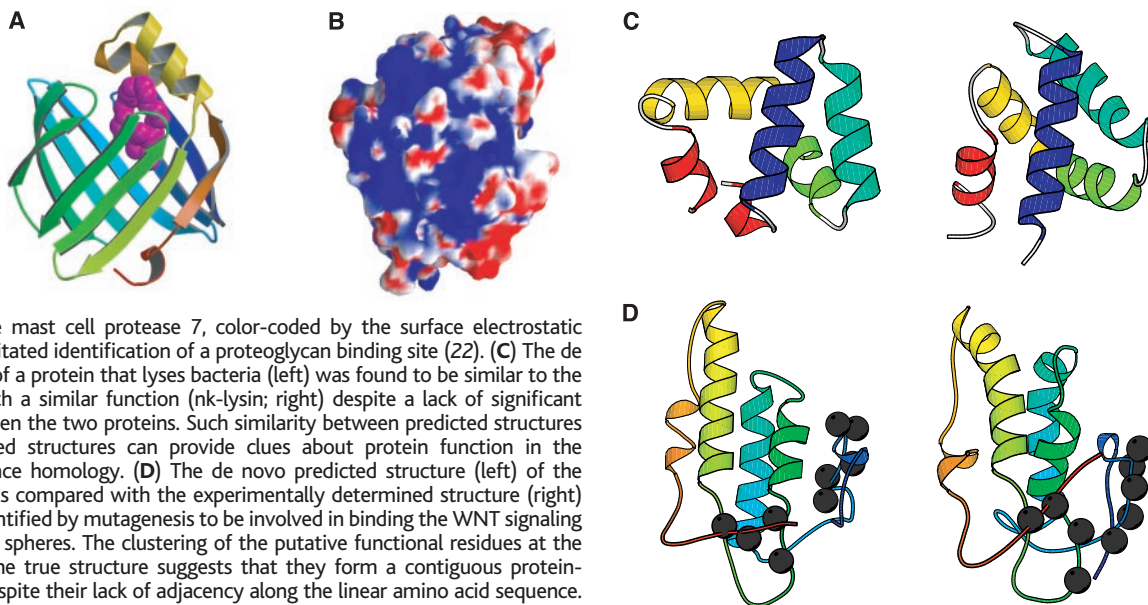 A
B
C
D
e mast cell protease 7, color-coded by the surface electrostatic
itated identification of a proteoglycan binding site (22). (C) The de
of a protein that lyses bacteria (left) was found to be similar to the
th a similar function (nk-lysin; right) despite a lack of significant
en the two proteins. Such similarity between predicted structures
ed structures can provide clues about protein function in the
nce homology. (D) The de novo predicted structure (left) of the
s compared with the experimentally determined structure (right)
ntified by mutagenesis to be involved in binding the WNT signaling
spheres. The clustering of the putative functional residues at the
ne true structure suggests that they form a contiguous protein-
spite their lack of adjacency along the linear amino acid sequence.